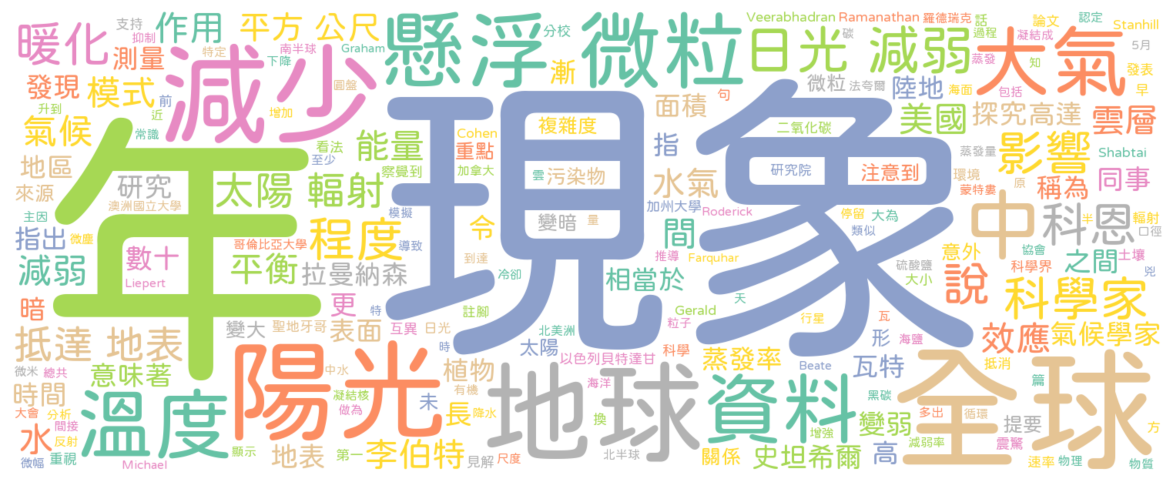 暖化 支持 抑制 作用 平方 公尺 懸浮 微粒 分校 Veerabhadran Ramanathan 羅德瑞克 話 論文 認定
測量 特定 南半球 Graham 下降 減少 日光 減弱 碳 過程 凝結成 Stanhill
發現 模式 圓盤 漸 微粒 法夸爾 陸地 大氣 蒸發 知 發表 5月
升到 前 近 增加 面積 句 探究 高達 海面 包括 早
氣候 常識 現象 Cohen 複雜度 二氧化碳 美國 雲層
地區 年 能量 看法 至少 察覺到 重點 加拿大 指 影響 蒸發量 Shabtai
來源 研究 太陽 輻射 雲 污染物 水氣 研究院 注意到 環境 蒙特婁 稱為 同事
澳洲國立大學 模擬 變暗 量 加州大學 Roderick 停留 大為 中 原 半 輻射 口徑
指出 微塵 哥倫比亞大學 程度 導致 令 到達 間 推導 類似 科恩
減弱 數十 平衡 拉曼納森 冷卻 相當於 Farquhar 硫酸鹽 意外 協會 之間 土壤
暗 Liepert 更 特 註腳 Gerald 天 大小 說 科學界 兇
變大 聖地牙哥 表面 互異 日光 北美洲 粒子 瓦 行星 形 海鹽 科學家
抵達 地表 時 太陽 以色列貝特達甘 科學 Beate 效應 氣候學家
微米 總共 意味著 中水 陽光 植物 有機 海洋 蒸發率 瓦特 抵消
時間 凝結核 未 地球 換 黑碳 全球 篇
大會 分析 溫度 做為 長 降水 資料 多出 循環 提要
水 間接 李伯特 增強 變弱 減弱率 震驚 方
微幅 反射 重視 地表 第一 見解 尺度 關係 史坦希爾 高 速率 物理 物質
Michael 顯示 北半球 主因